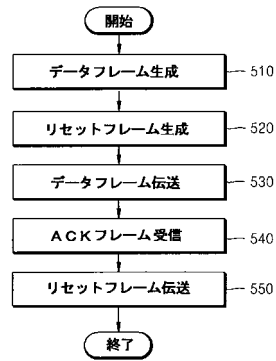 開始
データフレーム生成 510
リセットフレーム生成 520
データフレーム伝送 530
ACKフレーム受信 540
リセットフレーム伝送 550
終了